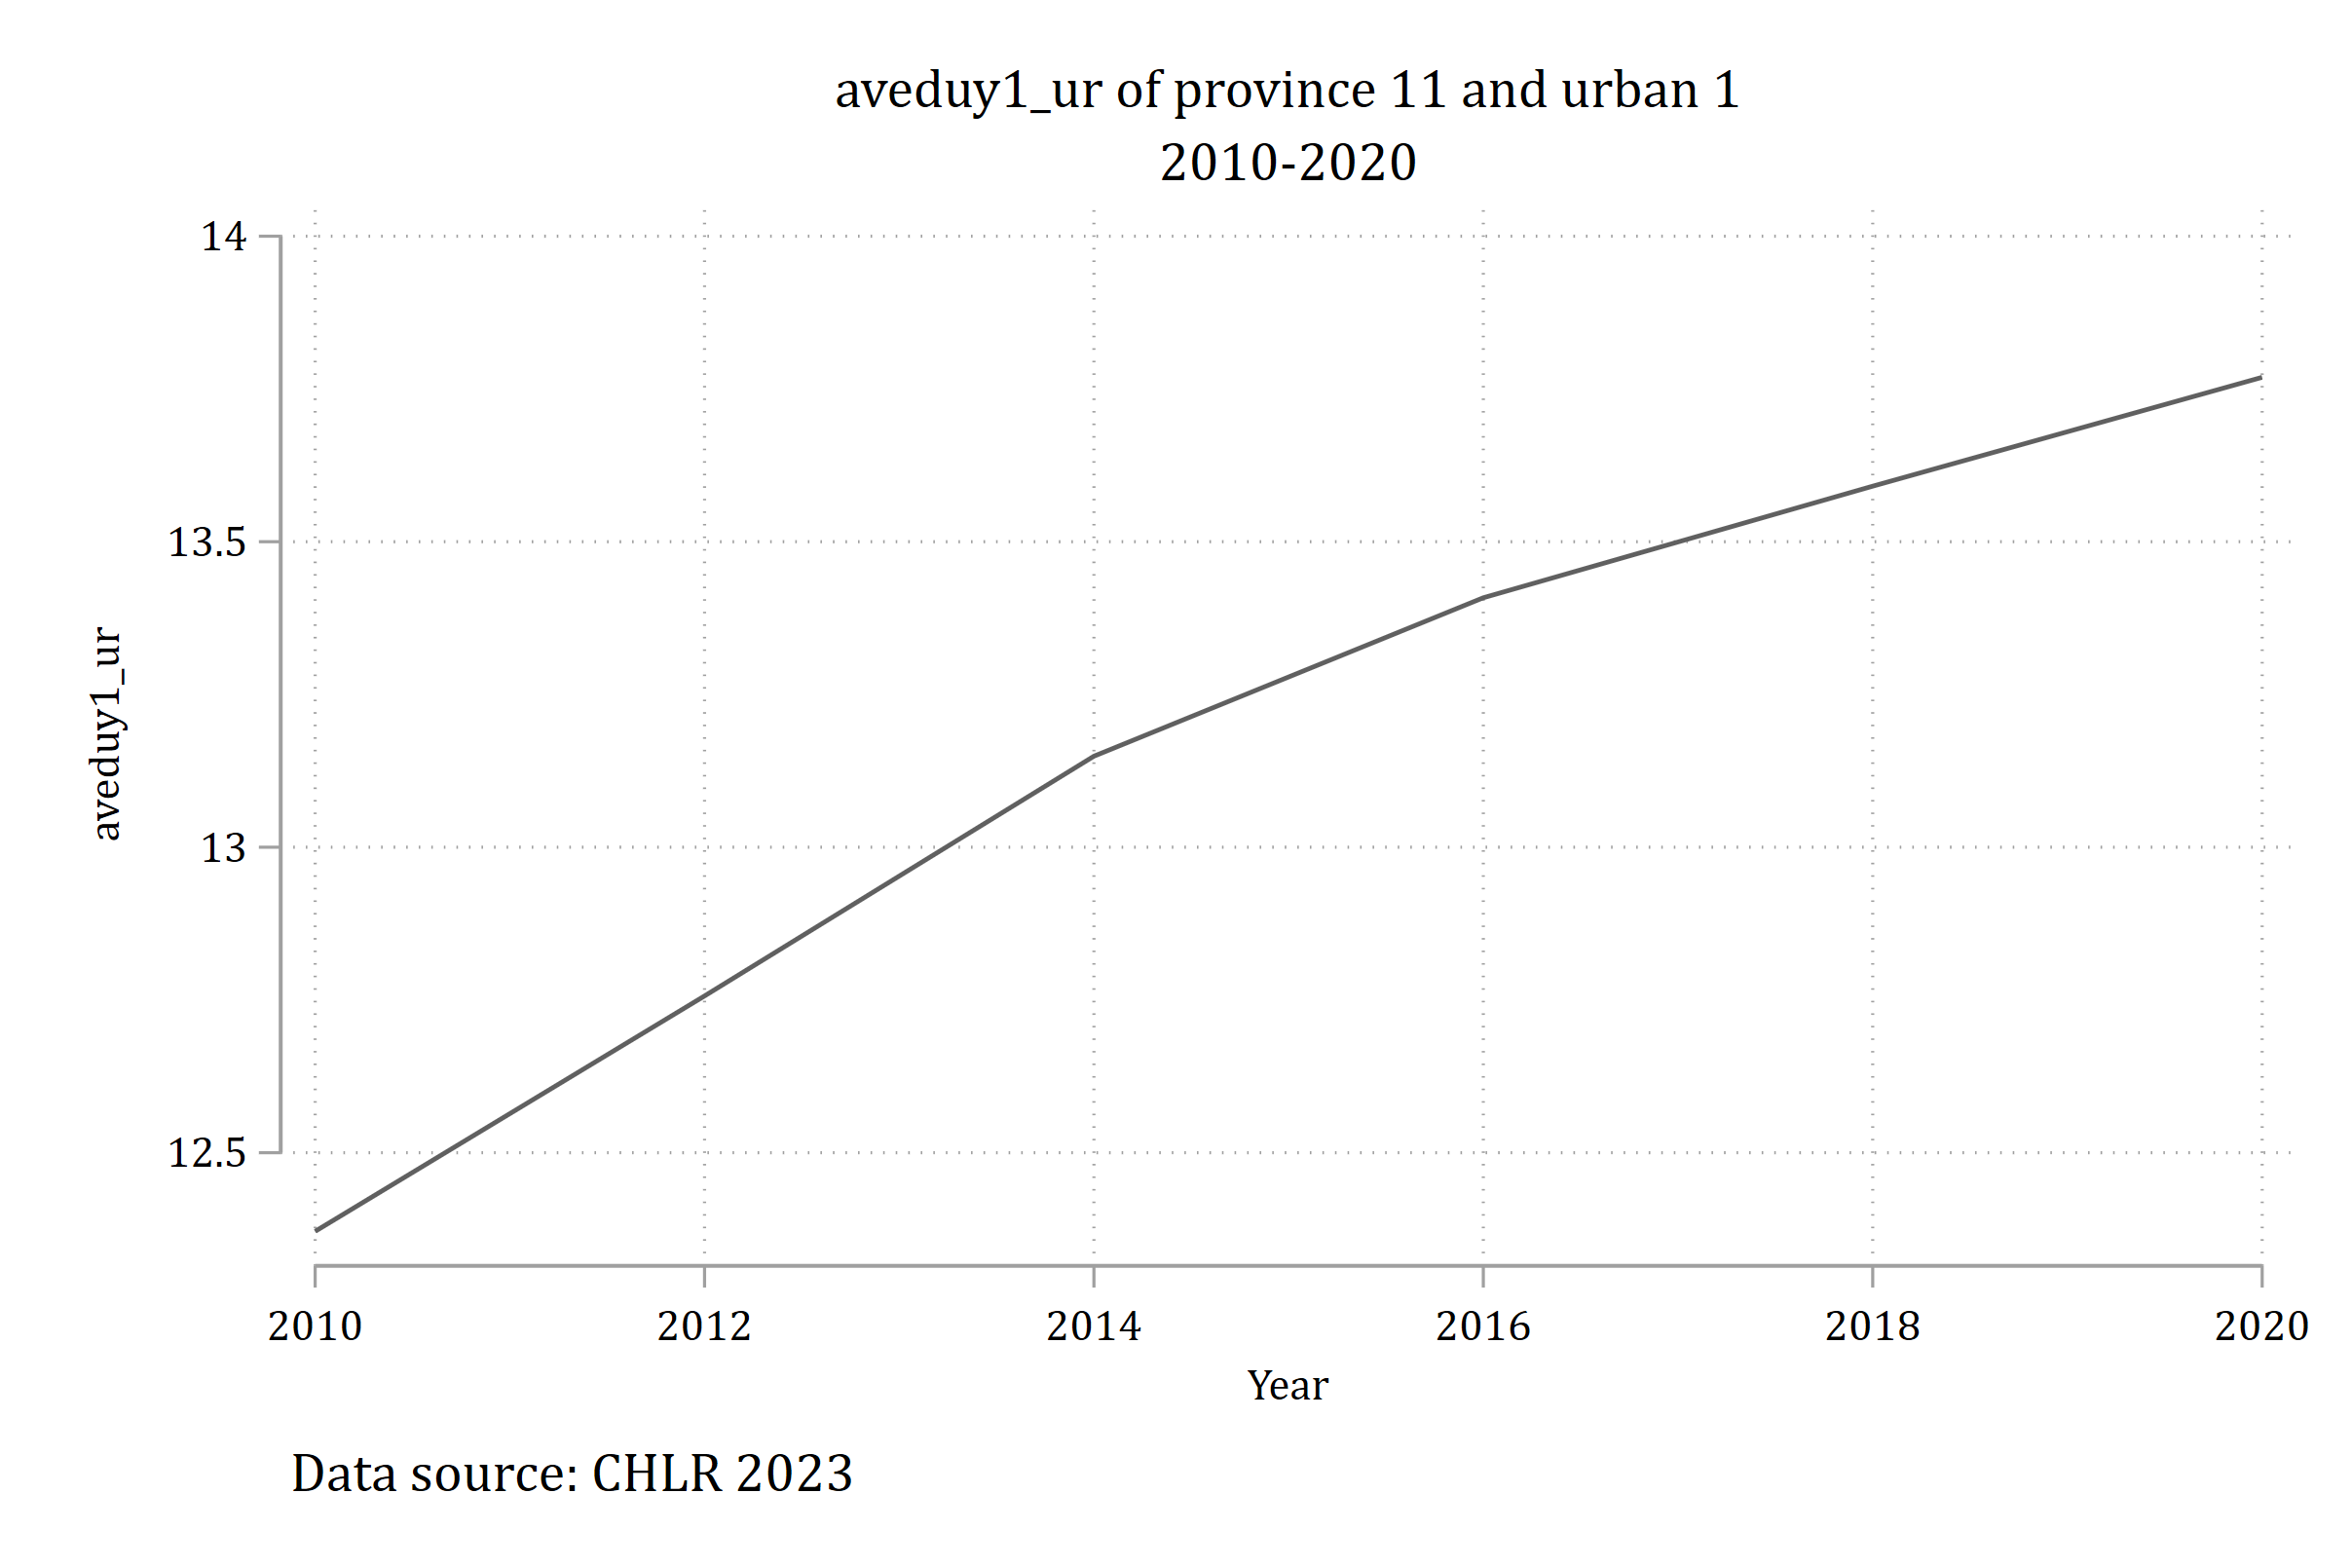 aveduy1_ur of province 11 and urban 1
2010-2020
14
13.5
13
12.5
aveduy1_ur
2010 2012 2014 2016 2018 2020
Year
Data source: CHLR 2023